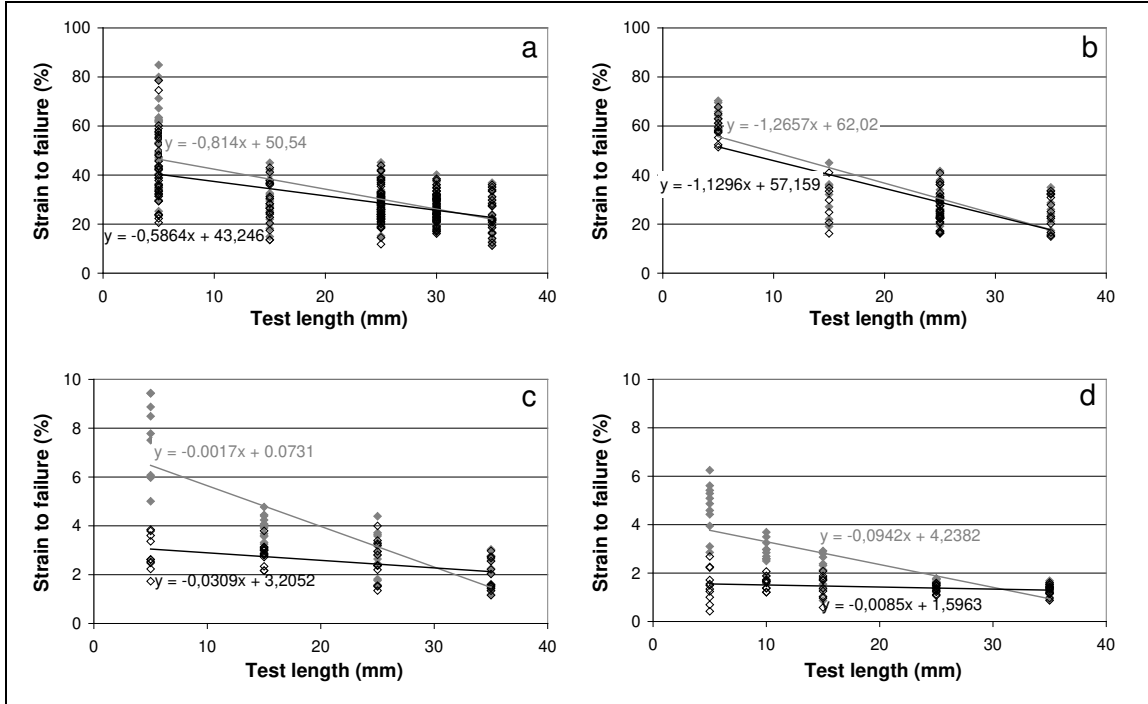 a
100
80
60
40
20
0
Strain to failure (%)
y = -0,814x + 50,54
y = -0,5864x + 43,246
0 10 20 30 40
Test length (mm)
b
100
80
60
40
20
0
Strain to failure (%)
y = -1,2657x + 62,02
y = -1,1296x + 57,159
0 10 20 30 40
Test length (mm)
c
10
8
6
4
2
0
Strain to failure (%)
y = -0.0017x + 0.0731
y = -0,0309x + 3,2052
0 10 20 30 40
Test length (mm)
d
10
8
6
4
2
0
Strain to failure (%)
y = -0,0942x + 4,2382
y = -0,0085x + 1,5963
0 10 20 30 40
Test length (mm)